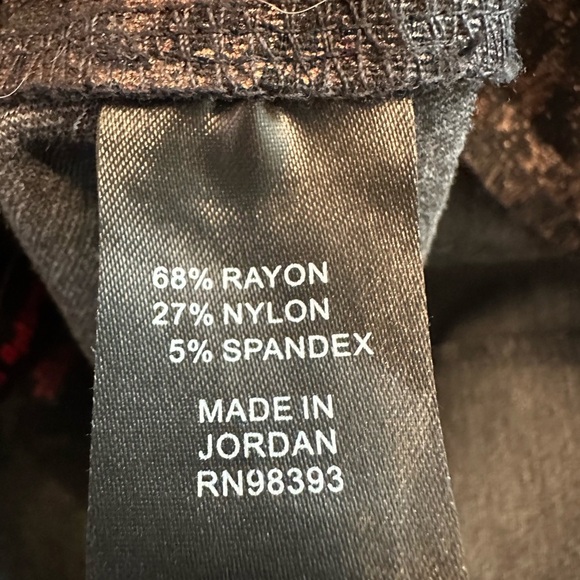 68% RAYON
27% NYLON
5% SPANDEX
MADE IN
JORDAN
RN98393